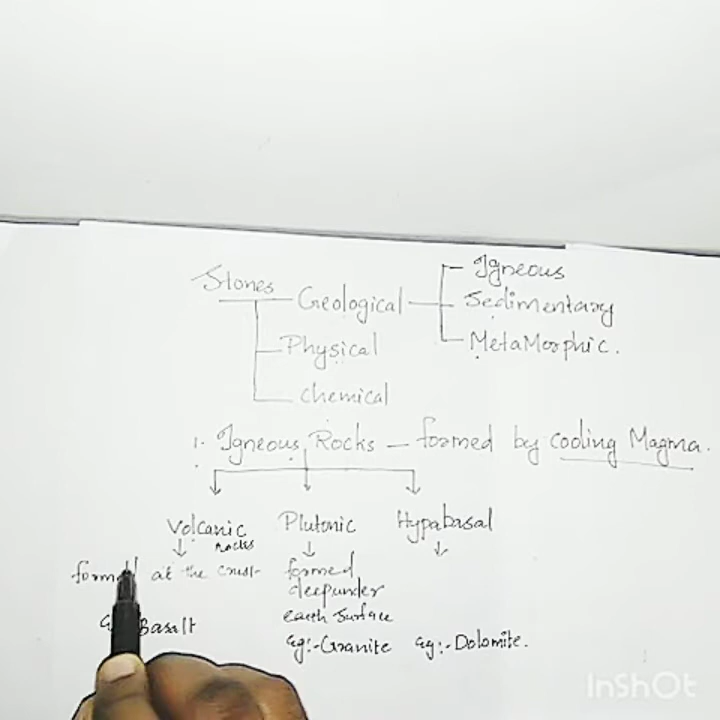 Stones
Geological
Igneous
Sedimentary
MetaMorphic.
Physical
chemical
1. Igneous Rocks – formed by cooling Magma.
Volcanic rocks
formed at the crust
Basalt
Plutonic
formed
deepunder
earth surface
eg:-Granite
Hypabasal
eg:-Dolomite.
InShOt